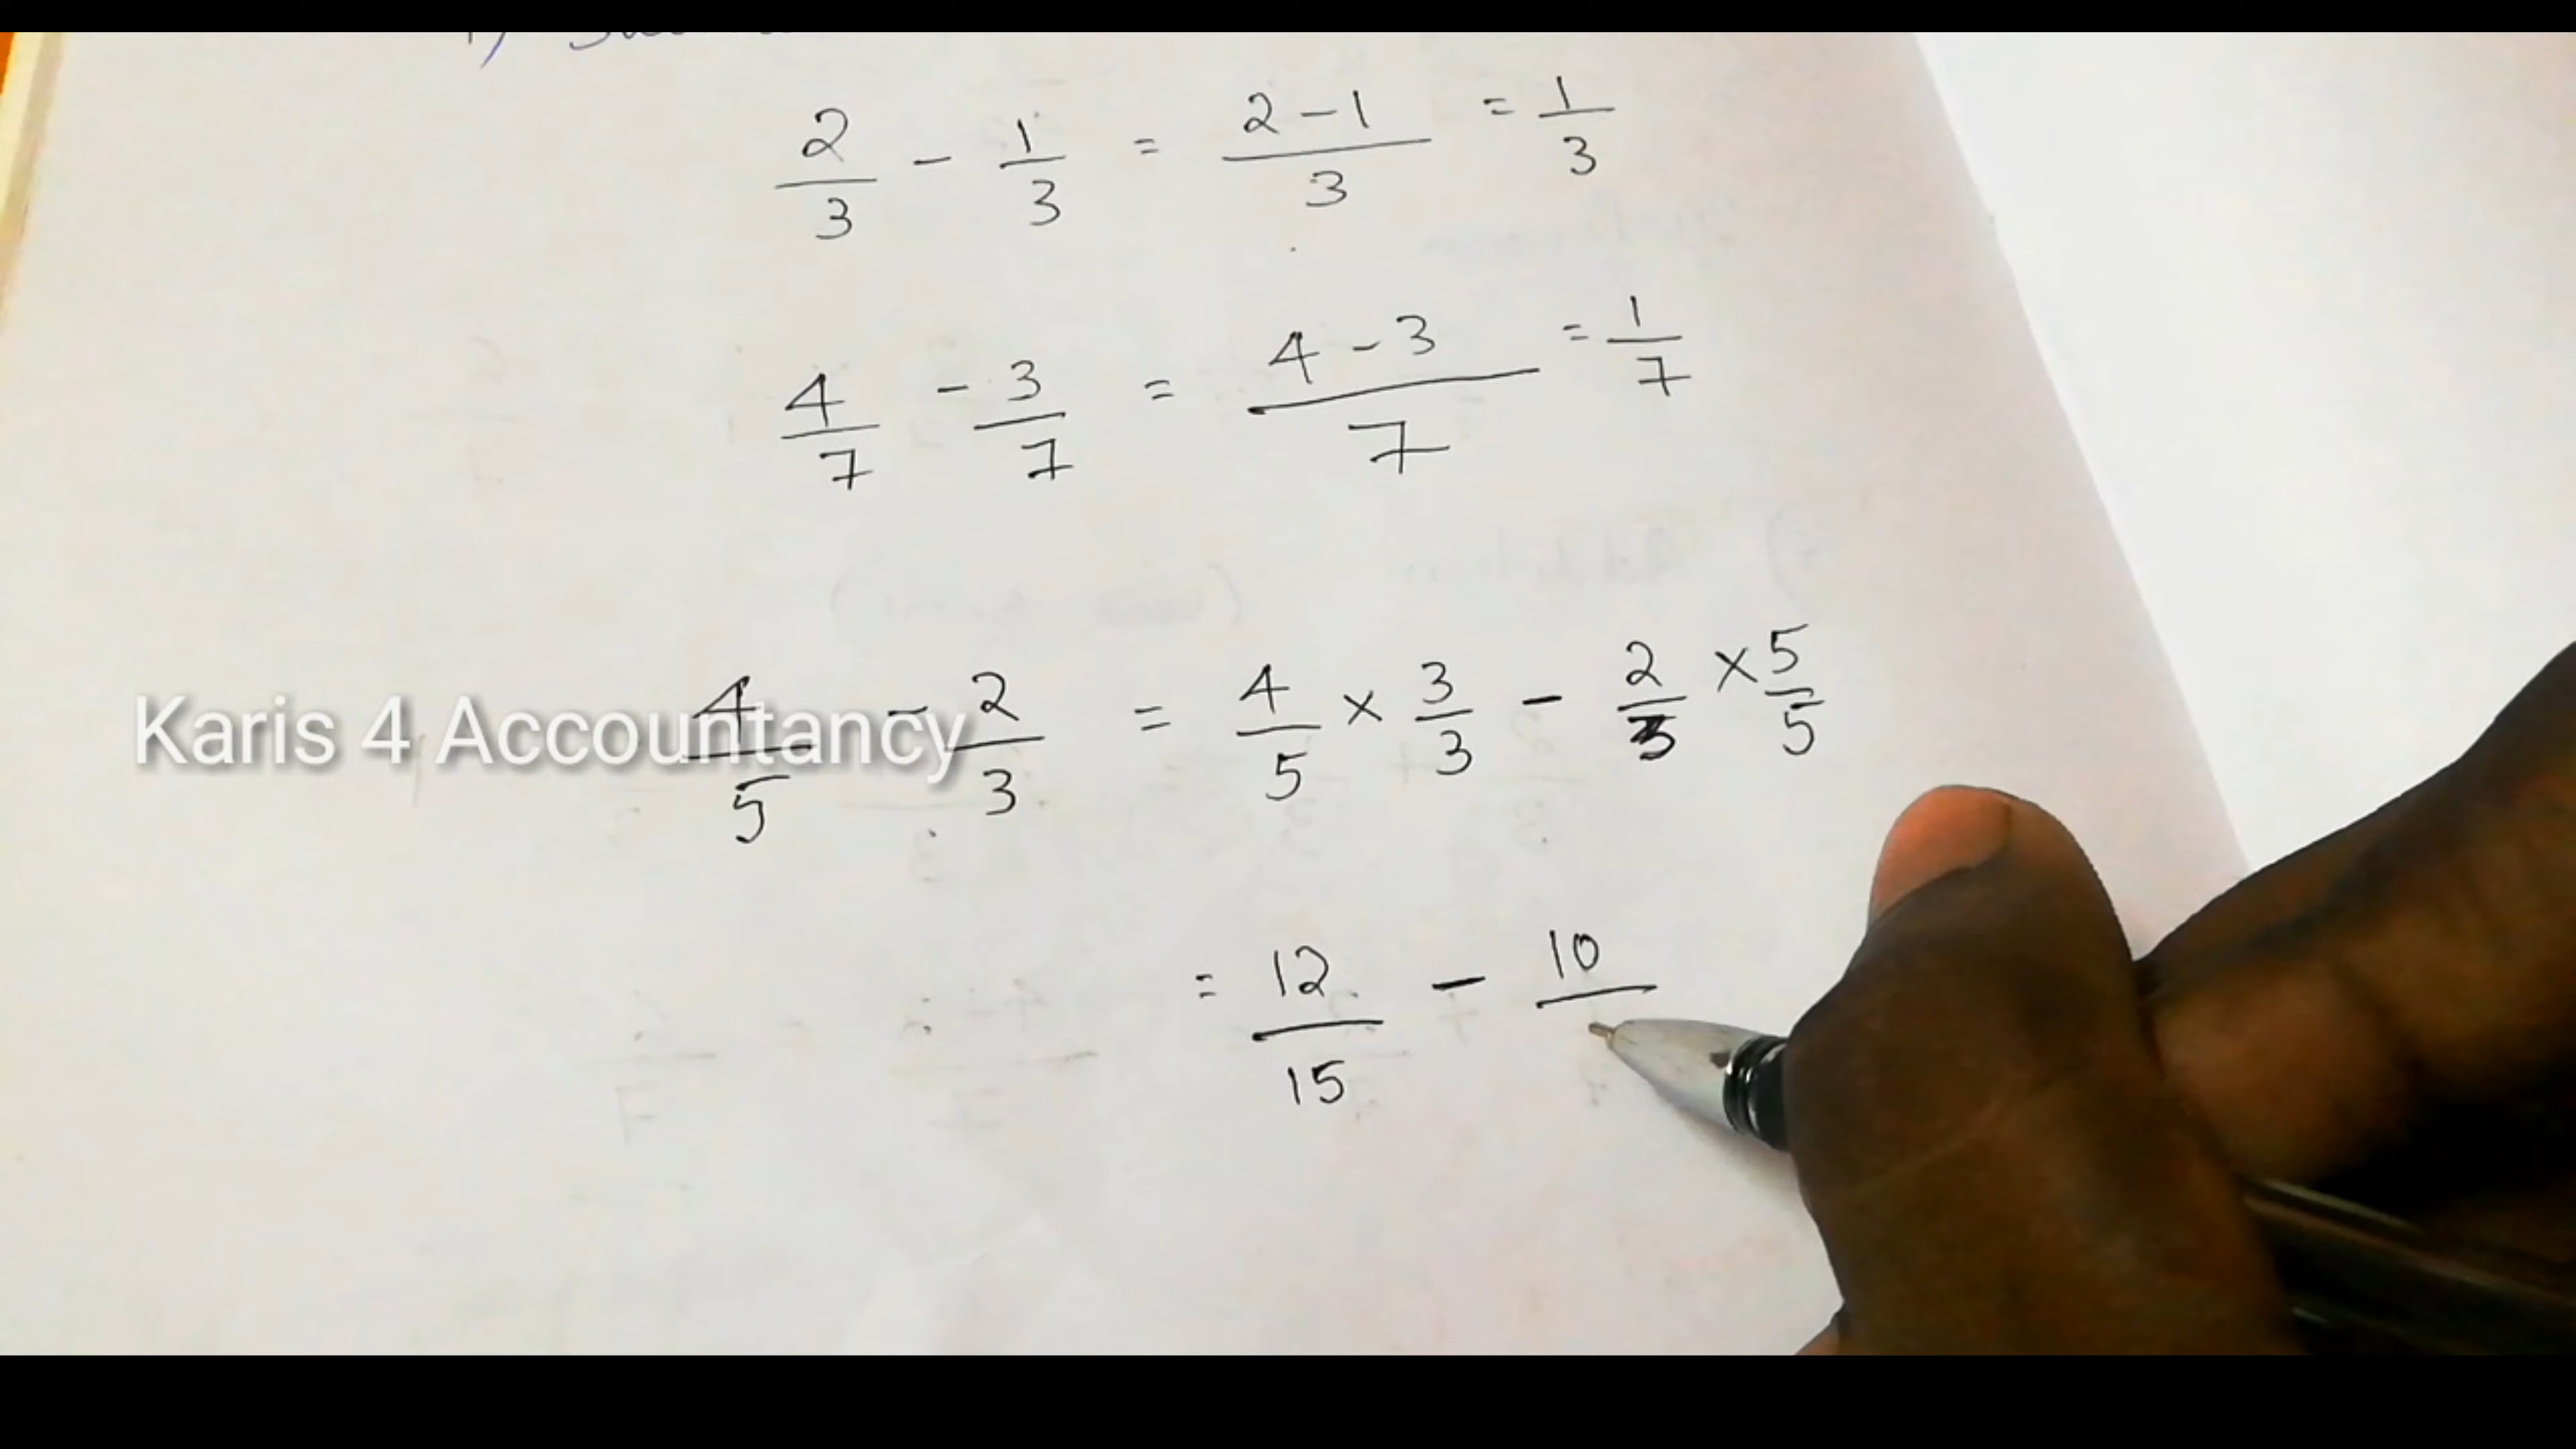 2/3 - 1/3 = 2-1/3 = 1/3
4/7 - 3/7 = 4-3/7 = 1/7
4/5 - 2/3 = 4/5 × 3/3 - 2/3 × 5/5
Karis 4 Accountancy
= 12/15 - 10